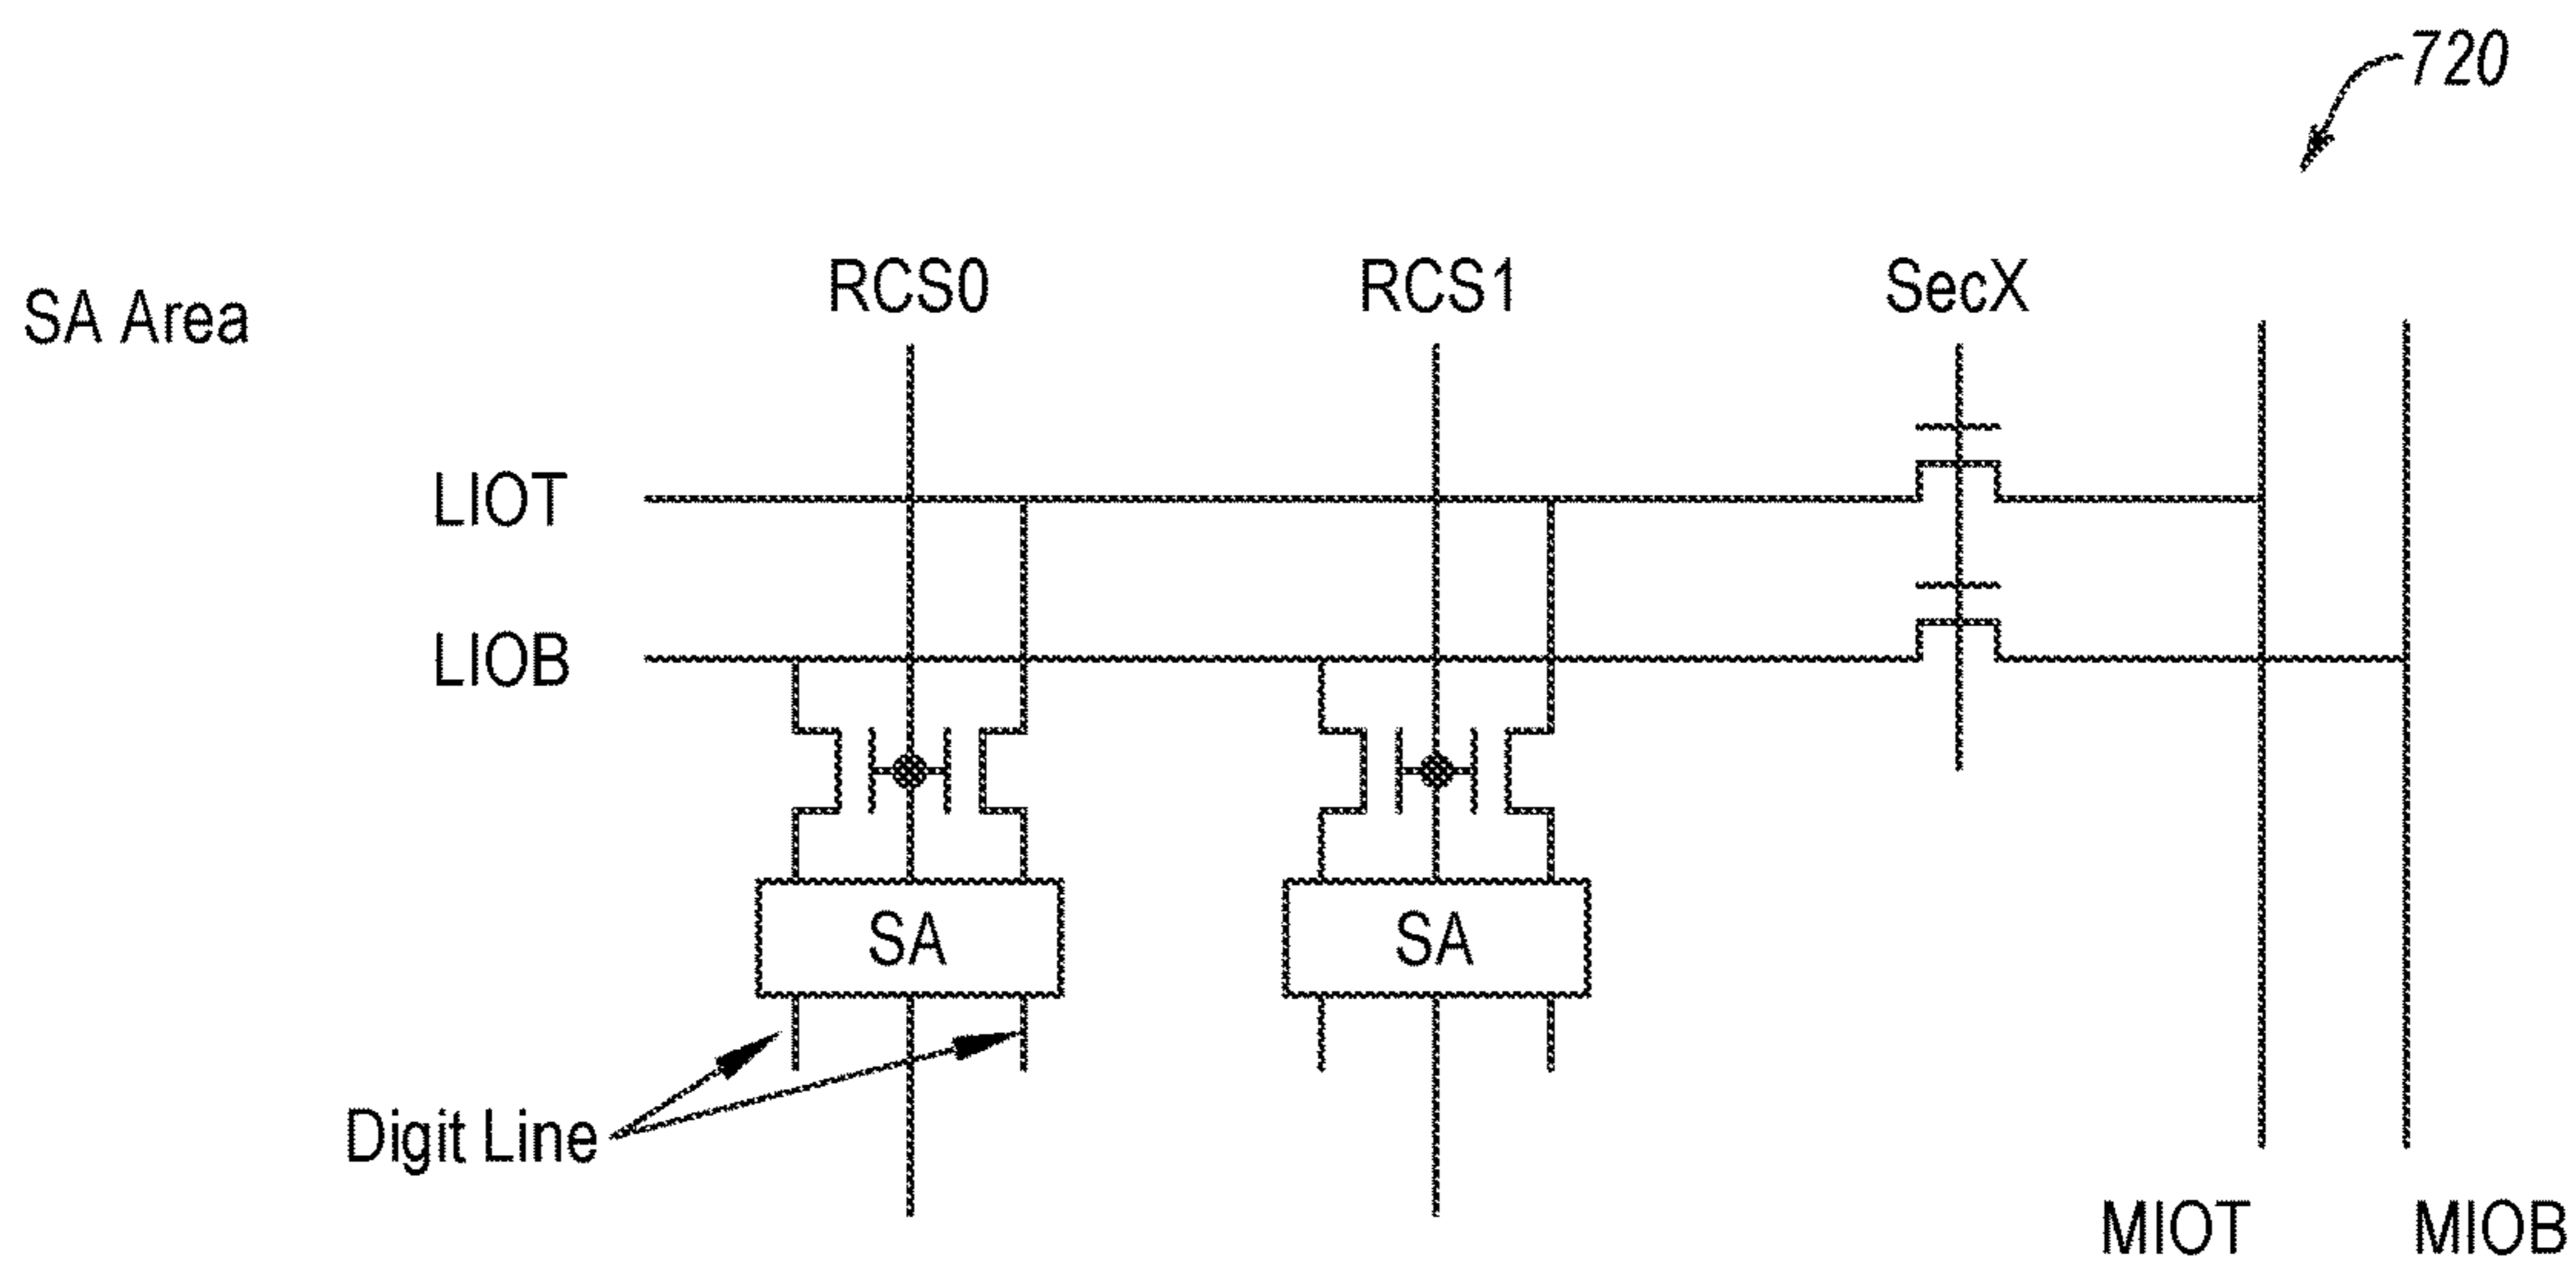 720
RCS0
RCS1
SecX
SA Area
LIOT
LIOB
SA
SA
Digit Line
MIOT
MIOB